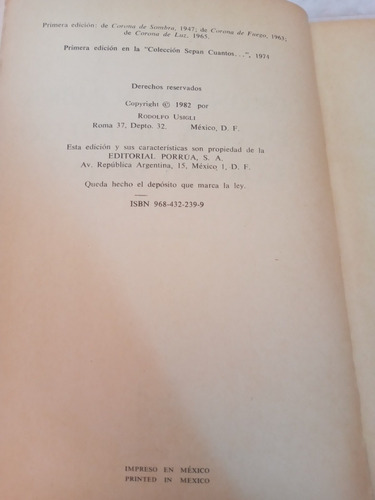 Primera edición: de Corona de Sombra, 1947; de Corona de Fuego, 1965;
de Corona de Luz, 1965.
Primera edición en la "Colección Sepan Cuantos...", 1974
Derechos reservados
Copyright © 1982 por
RODOLFO USIGLI
Roma 37, Depto. 32. México, D. F.
Esta edición y sus características son propiedad de la
EDITORIAL PORRÚA, S. A.
Av. República Argentina, 15, México 1, D. F.
Queda hecho el depósito que marca la ley.
ISBN 968-432-239-9
IMPRESO EN MÉXICO
PRINTED IN MEXICO